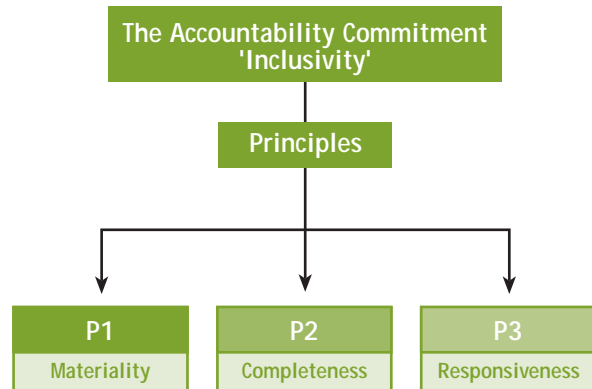 The Accountability Commitment
'Inclusivity'
Principles
P1
P2
P3
Materiality
Completeness
Responsiveness